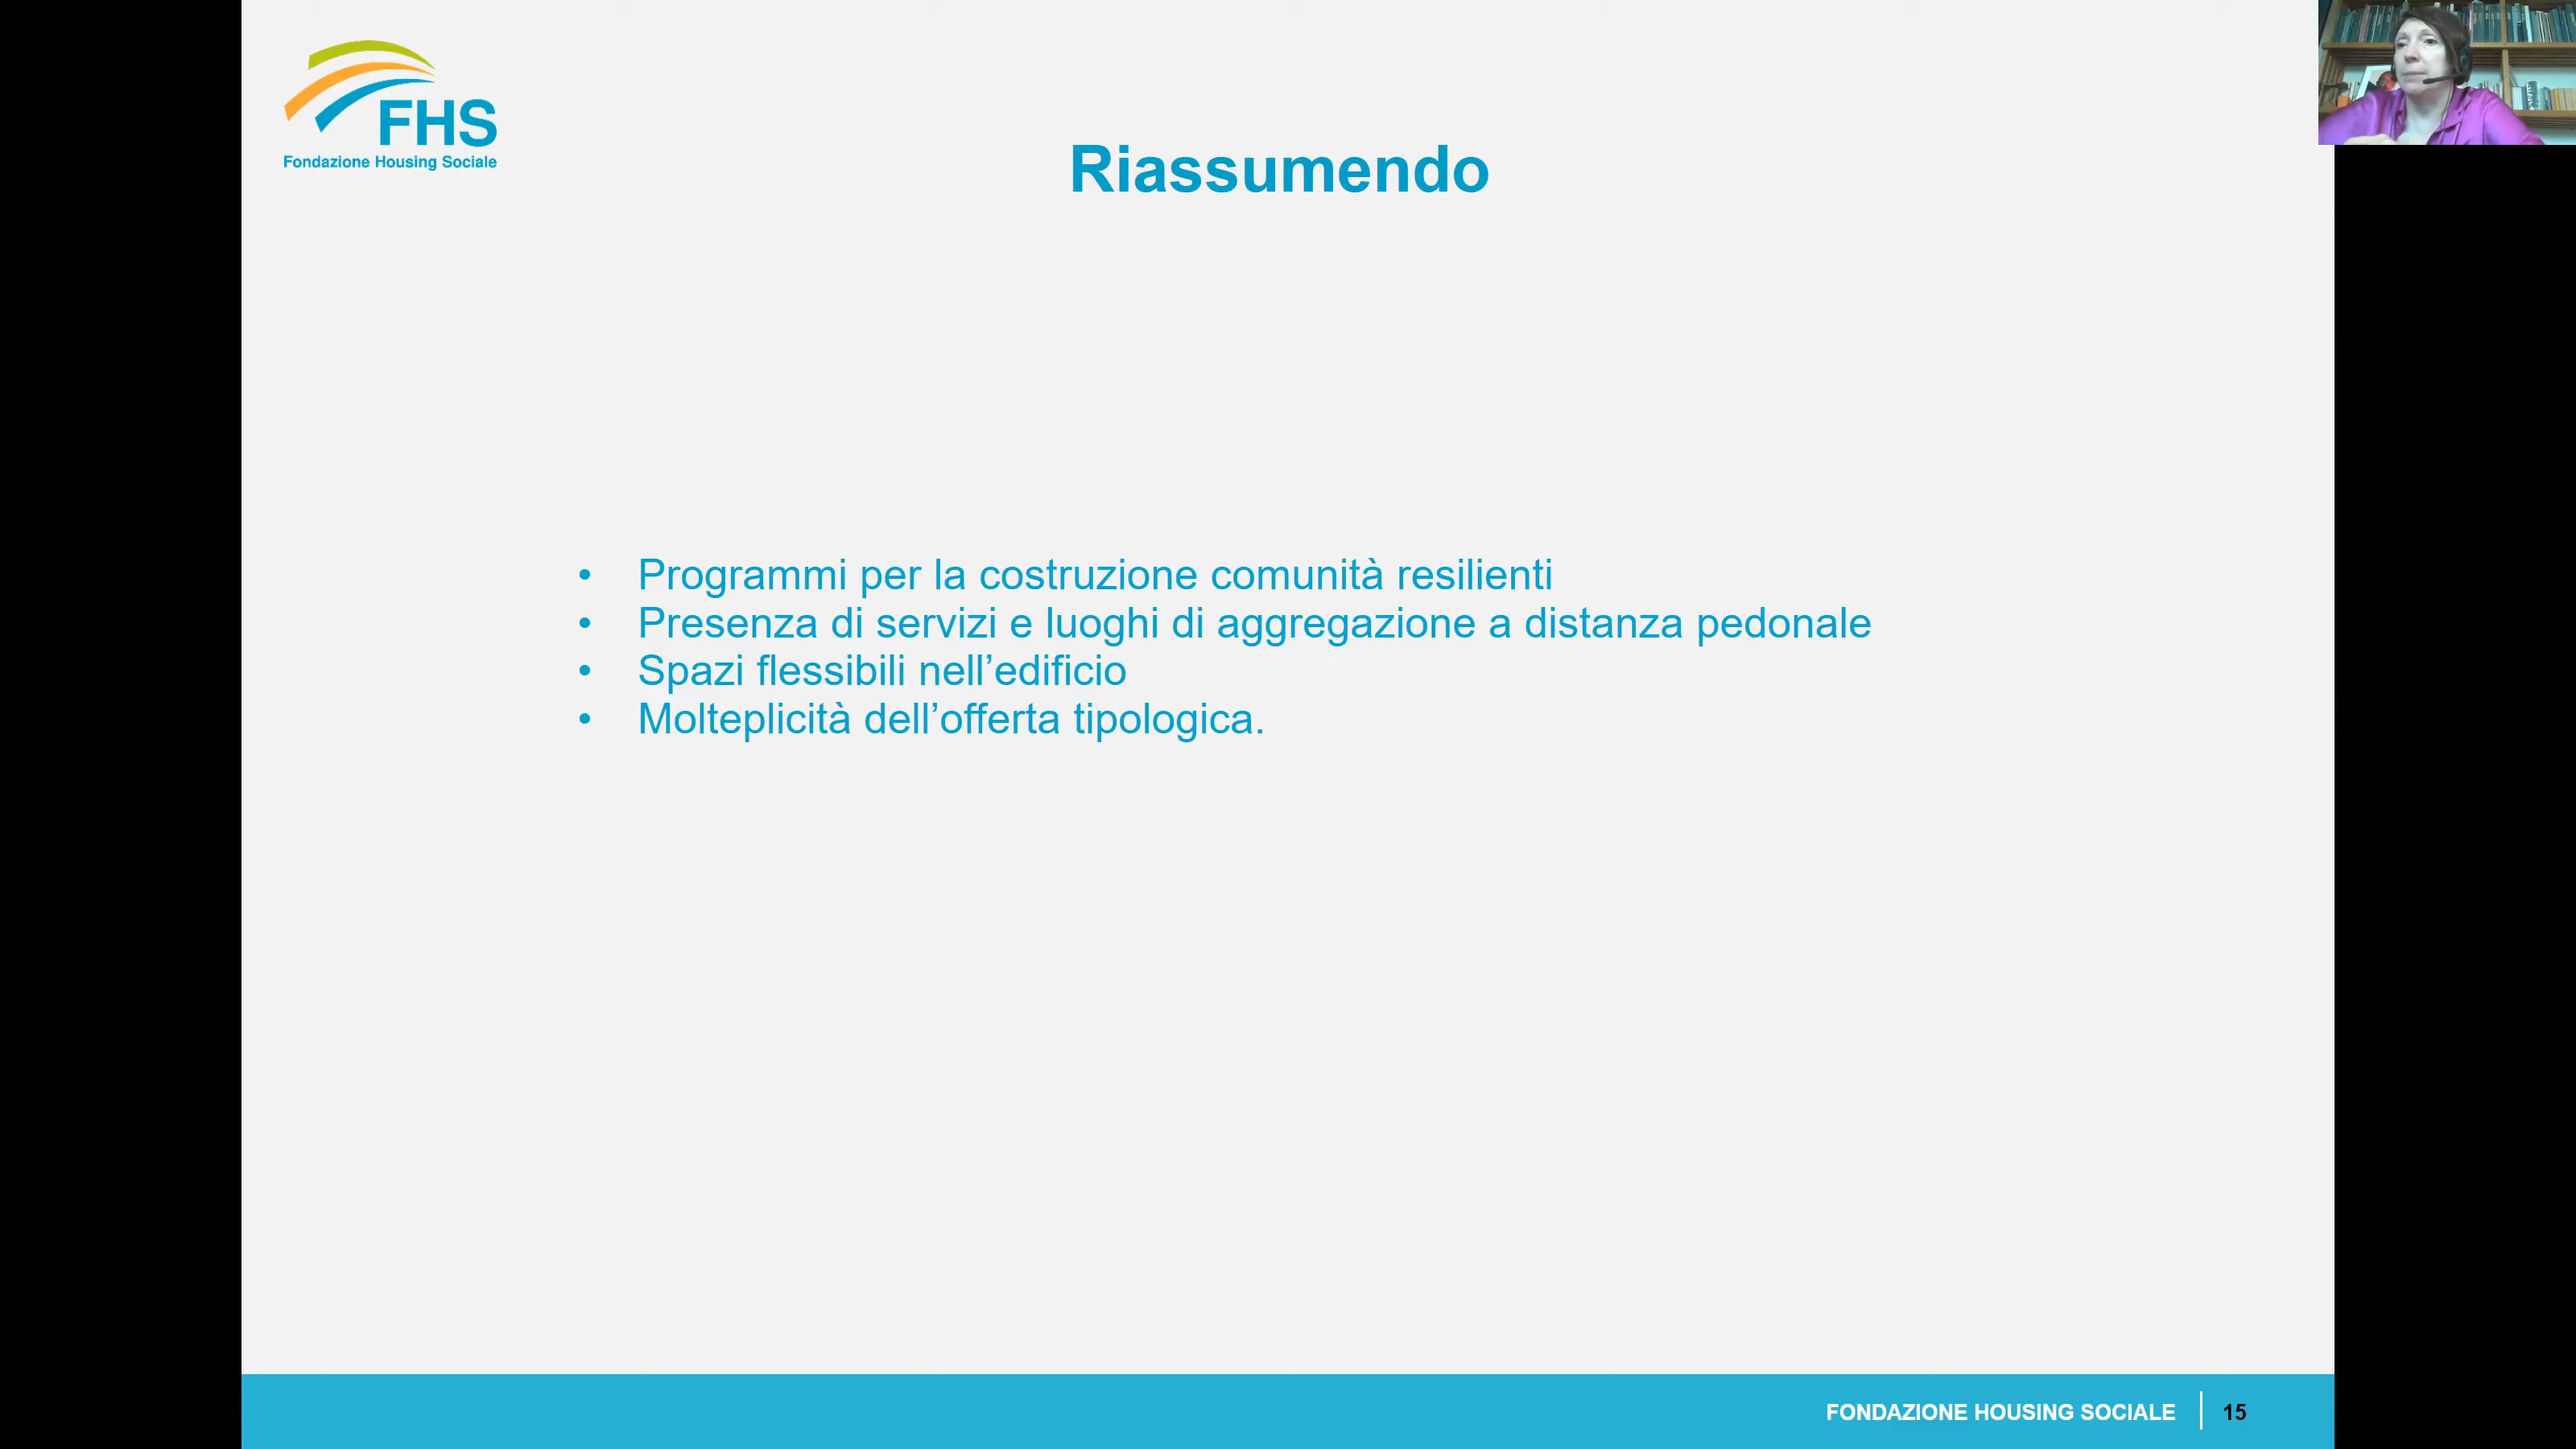 FHS
Fondazione Housing Sociale
Riassumendo
• Programmi per la costruzione comunità resilienti
• Presenza di servizi e luoghi di aggregazione a distanza pedonale
• Spazi flessibili nell’edificio
• Molteplicità dell’offerta tipologica.
FONDAZIONE HOUSING SOCIALE 15